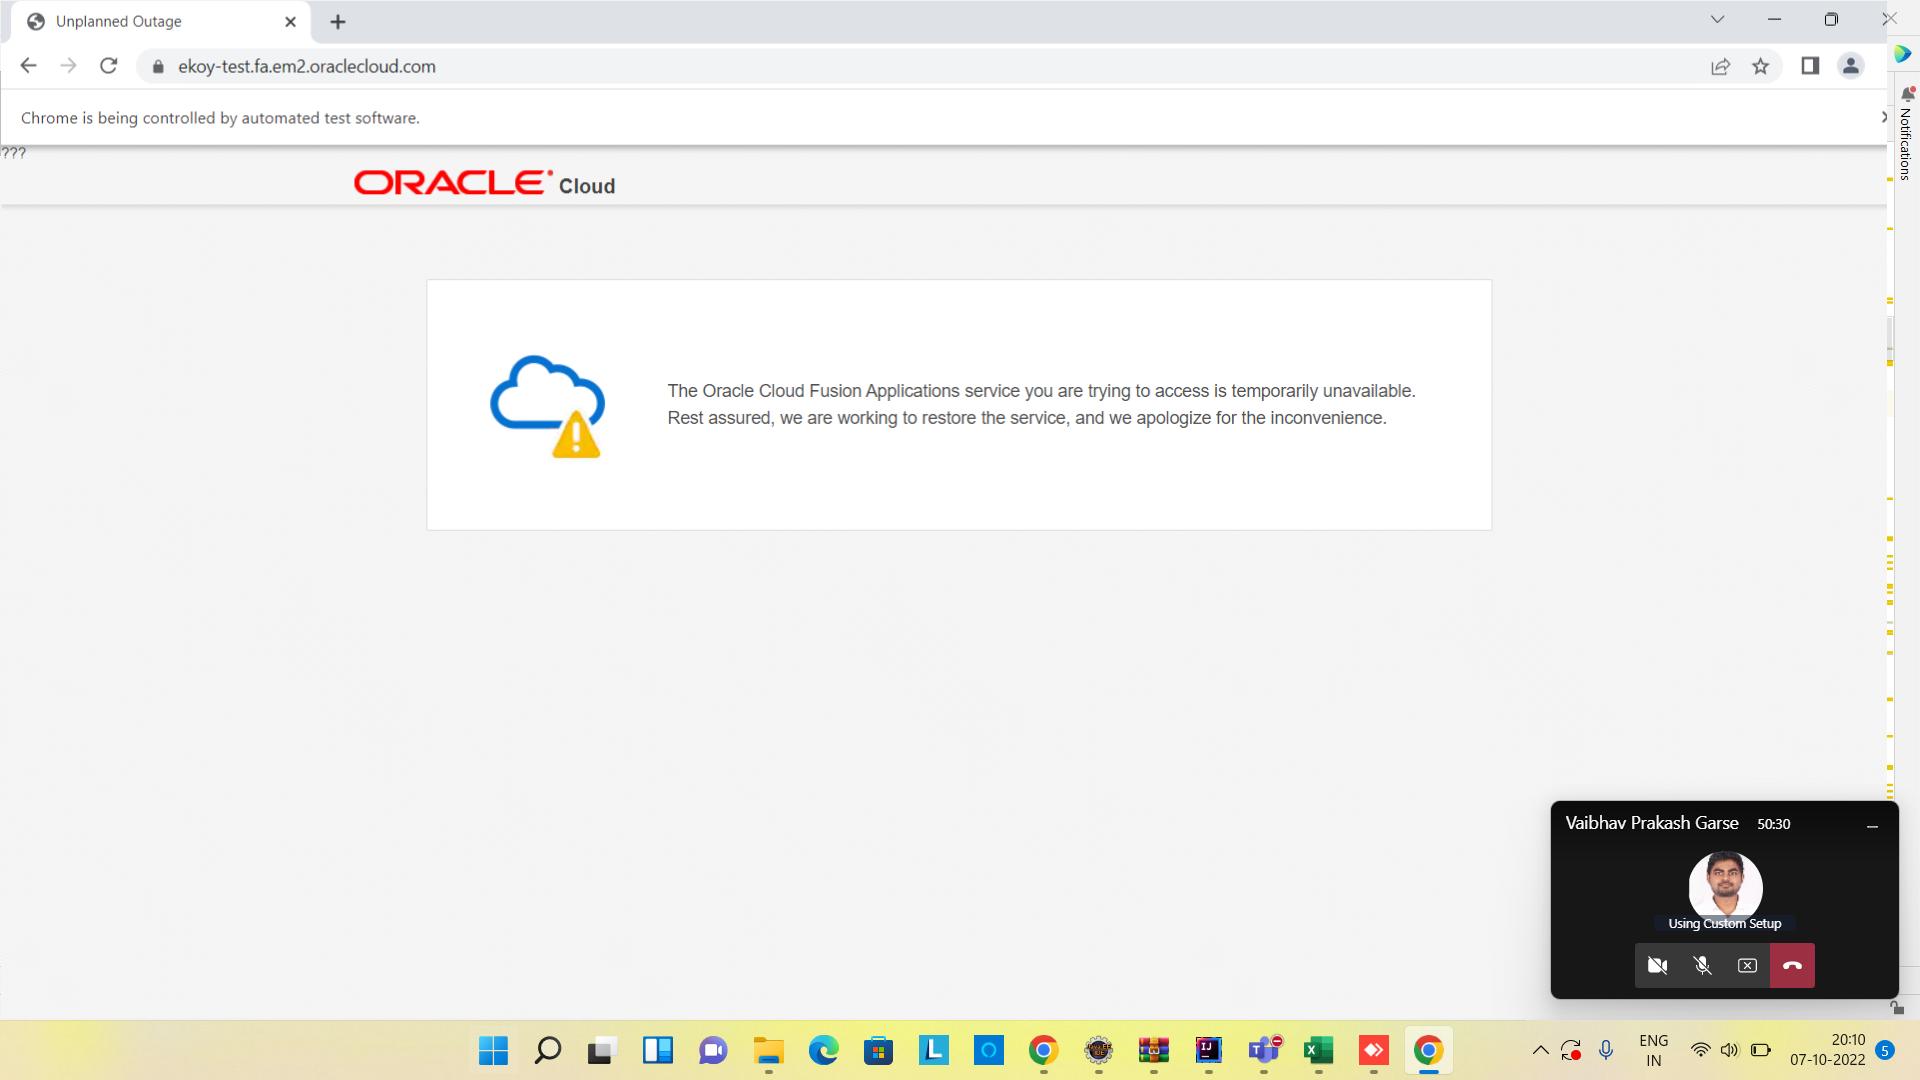 Unplanned Outage
ekoy-test.fa.em2.oraclecloud.com
Chrome is being controlled by automated test software.
Notifications
???
ORACLE Cloud
The Oracle Cloud Fusion Applications service you are trying to access is temporarily unavailable.
Rest assured, we are working to restore the service, and we apologize for the inconvenience.
Vaibhav Prakash Garse 50:30
Using Custom Setup
ENG
IN
20:10
07-10-2022
5